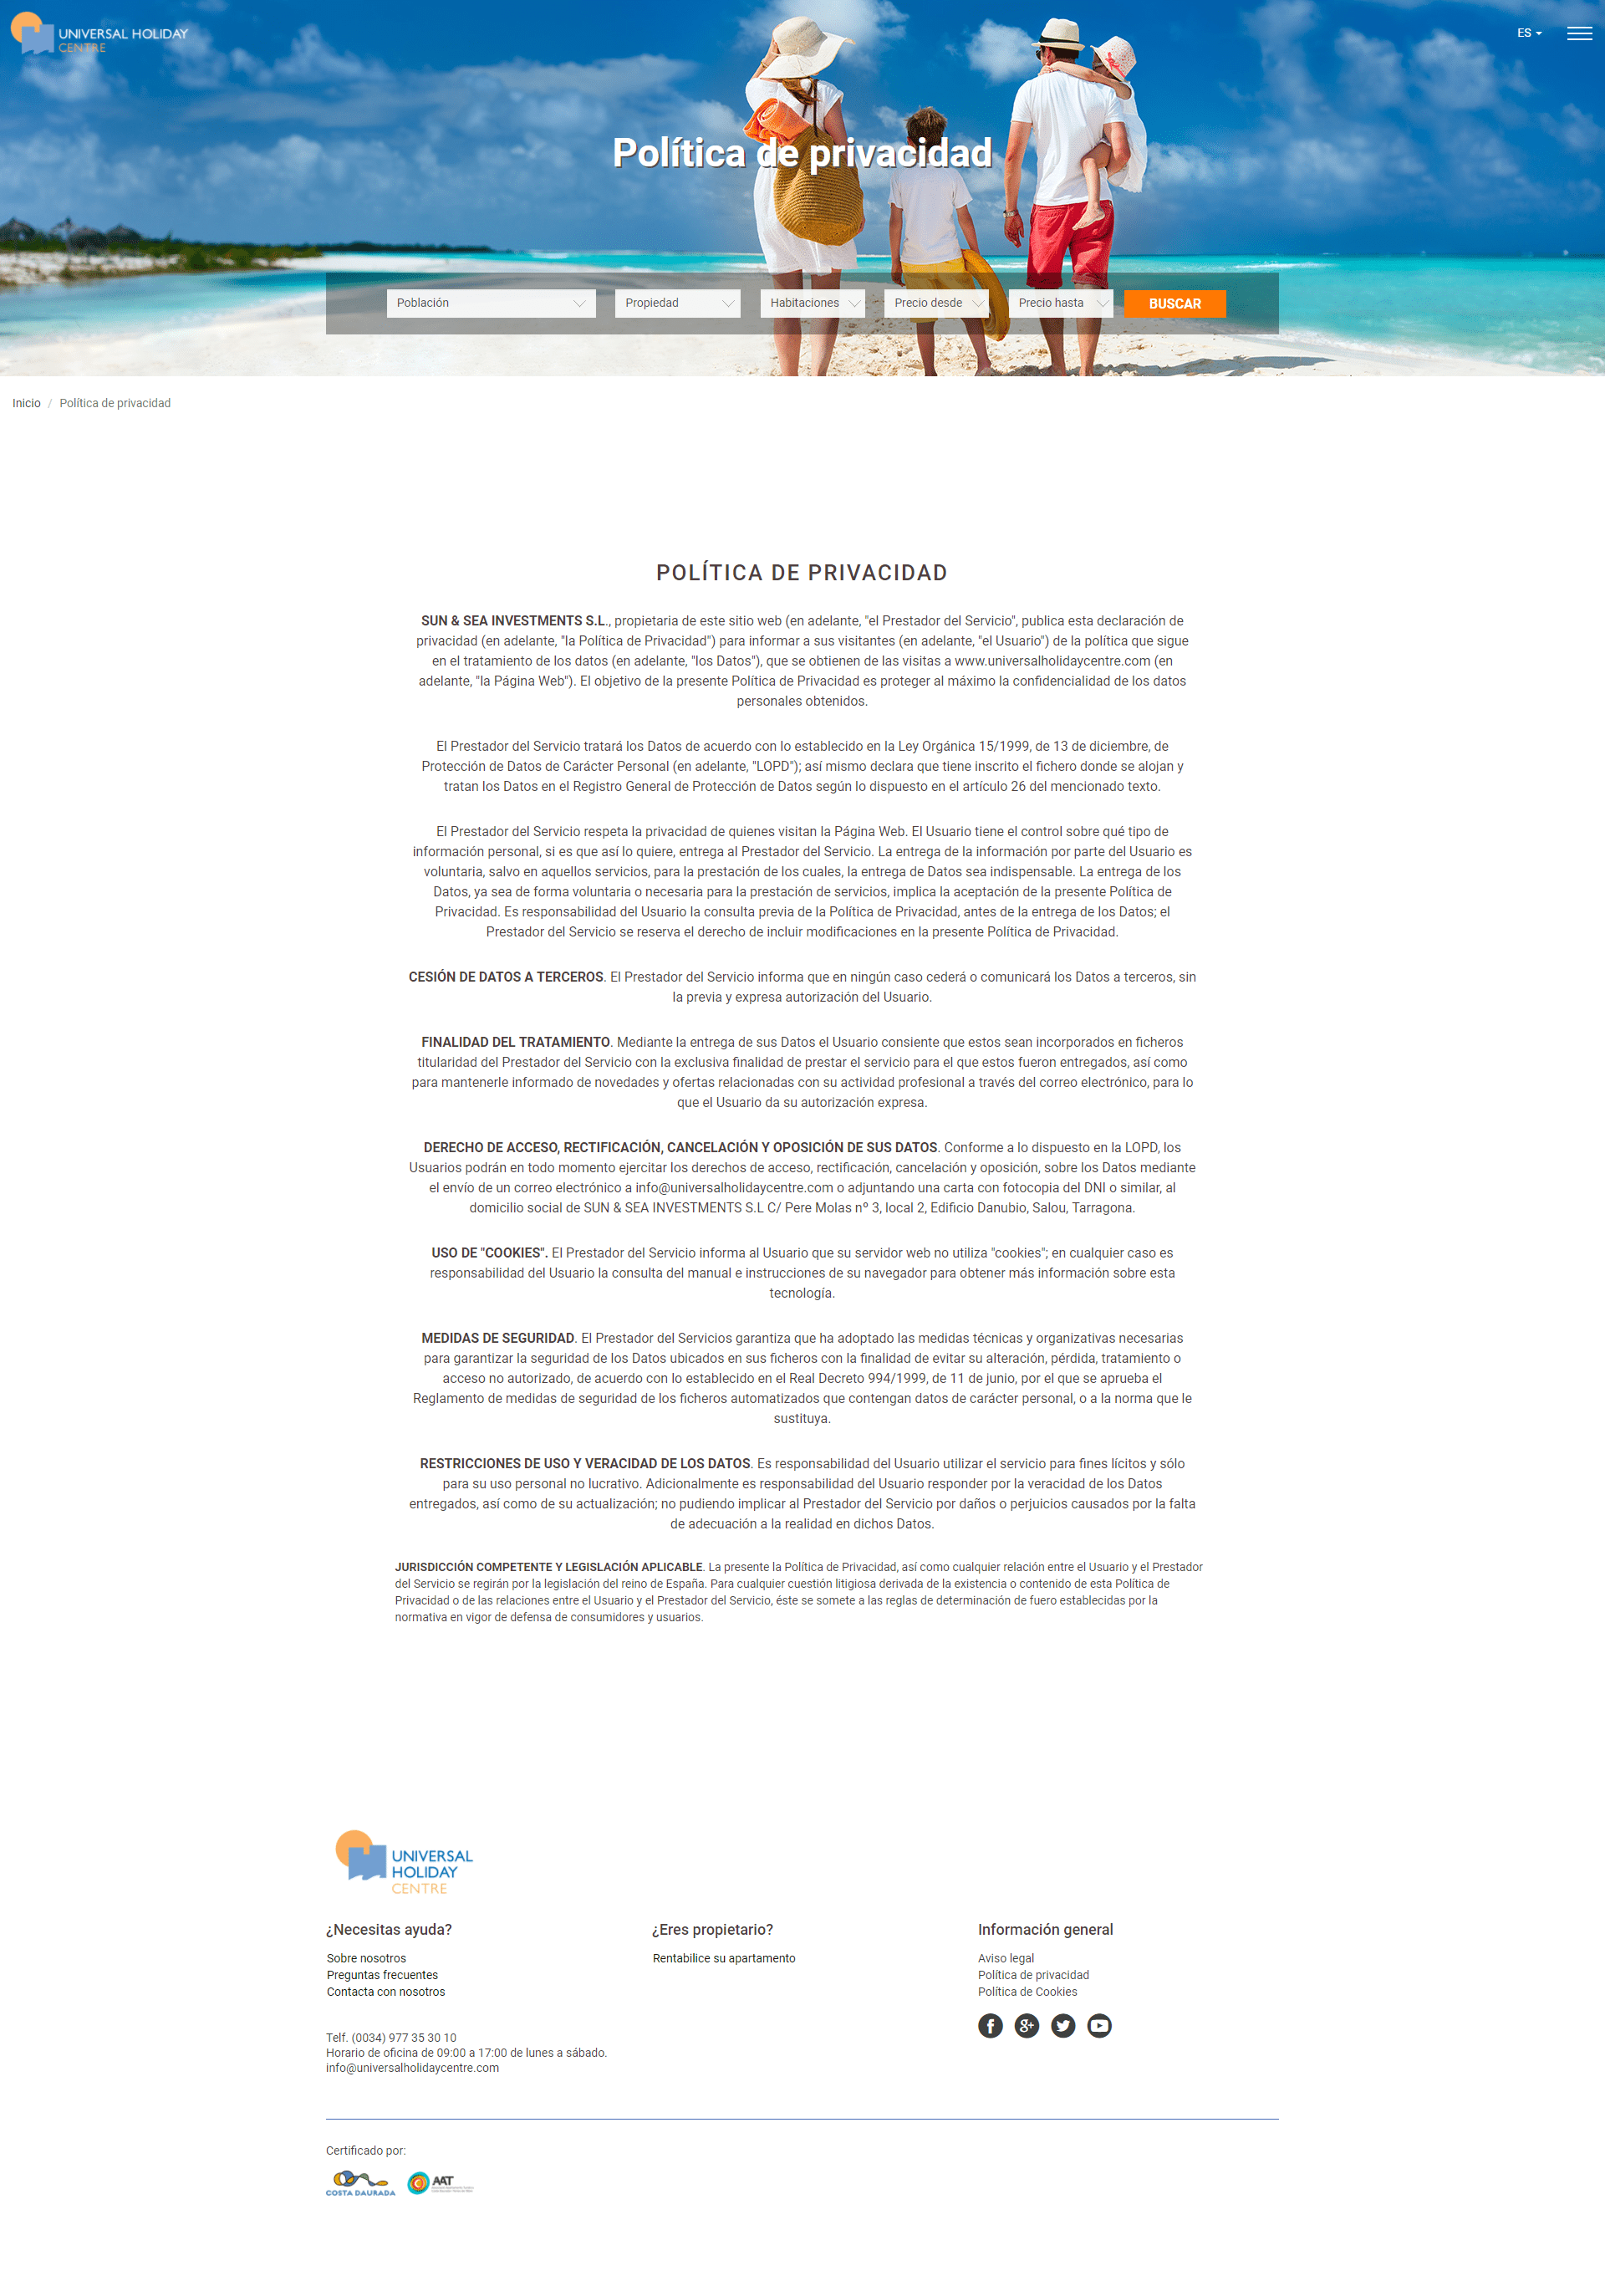 UNIVERSAL HOLIDAY
CENTRE
ES
Política de privacidad
Población
Propiedad
Habitaciones
Precio desde
Precio hasta
BUSCAR
Inicio / Política de privacidad
POLÍTICA DE PRIVACIDAD
SUN & SEA INVESTMENTS S.L., propietaria de este sitio web (en adelante, "el Prestador del Servicio", publica esta declaración de
privacidad (en adelante, "la Política de Privacidad") para informar a sus visitantes (en adelante, "el Usuario") de la política que sigue
en el tratamiento de los datos (en adelante, "los Datos"), que se obtienen de las visitas a www.universalholidaycentre.com (en
adelante, "la Página Web"). El objetivo de la presente Política de Privacidad es proteger al máximo la confidencialidad de los datos
personales obtenidos.
El Prestador del Servicio tratará los Datos de acuerdo con lo establecido en la Ley Orgánica 15/1999, de 13 de diciembre, de
Protección de Datos de Carácter Personal (en adelante, "LOPD"); así mismo declara que tiene inscrito el fichero donde se alojan y
tratan los Datos en el Registro General de Protección de Datos según lo dispuesto en el artículo 26 del mencionado texto.
El Prestador del Servicio respeta la privacidad de quienes visitan la Página Web. El Usuario tiene el control sobre qué tipo de
información personal, si es que así lo quiere, entrega al Prestador del Servicio. La entrega de la información por parte del Usuario es
voluntaria, salvo en aquellos servicios, para la prestación de los cuales, la entrega de Datos sea indispensable. La entrega de los
Datos, ya sea de forma voluntaria o necesaria para la prestación de servicios, implica la aceptación de la presente Política de
Privacidad. Es responsabilidad del Usuario la consulta previa de la Política de Privacidad, antes de la entrega de los Datos; el
Prestador del Servicio se reserva el derecho de incluir modificaciones en la presente Política de Privacidad.
CESIÓN DE DATOS A TERCEROS. El Prestador del Servicio informa que en ningún caso cederá o comunicará los Datos a terceros, sin
la previa y expresa autorización del Usuario.
FINALIDAD DEL TRATAMIENTO. Mediante la entrega de sus Datos el Usuario consiente que estos sean incorporados en ficheros
titularidad del Prestador del Servicio con la exclusiva finalidad de prestar el servicio para el que estos fueron entregados, así como
para mantenerle informado de novedades y ofertas relacionadas con su actividad profesional a través del correo electrónico, para lo
que el Usuario da su autorización expresa.
DERECHO DE ACCESO, RECTIFICACIÓN, CANCELACIÓN Y OPOSICIÓN DE SUS DATOS. Conforme a lo dispuesto en la LOPD, los
Usuarios podrán en todo momento ejercitar los derechos de acceso, rectificación, cancelación y oposición, sobre los Datos mediante
el envío de un correo electrónico a info@universalholidaycentre.com o adjuntando una carta con fotocopia del DNI o similar, al
domicilio social de SUN & SEA INVESTMENTS S.L C/ Pere Molas nº 3, local 2, Edificio Danubio, Salou, Tarragona.
USO DE "COOKIES". El Prestador del Servicio informa al Usuario que su servidor web no utiliza "cookies"; en cualquier caso es
responsabilidad del Usuario la consulta del manual e instrucciones de su navegador para obtener más información sobre esta
tecnología.
MEDIDAS DE SEGURIDAD. El Prestador del Servicios garantiza que ha adoptado las medidas técnicas y organizativas necesarias
para garantizar la seguridad de los Datos ubicados en sus ficheros con la finalidad de evitar su alteración, pérdida, tratamiento o
acceso no autorizado, de acuerdo con lo establecido en el Real Decreto 994/1999, de 11 de junio, por el que se aprueba el
Reglamento de medidas de seguridad de los ficheros automatizados que contengan datos de carácter personal, o a la norma que le
sustituya.
RESTRICCIONES DE USO Y VERACIDAD DE LOS DATOS. Es responsabilidad del Usuario utilizar el servicio para fines lícitos y sólo
para su uso personal no lucrativo. Adicionalmente es responsabilidad del Usuario responder por la veracidad de los Datos
entregados, así como de su actualización; no pudiendo implicar al Prestador del Servicio por daños o perjuicios causados por la falta
de adecuación a la realidad en dichos Datos.
JURISDICCIÓN COMPETENTE Y LEGISLACIÓN APLICABLE. La presente la Política de Privacidad, así como cualquier relación entre el Usuario y el Prestador
del Servicio se regirán por la legislación del reino de España. Para cualquier cuestión litigiosa derivada de la existencia o contenido de esta Política de
Privacidad o de las relaciones entre el Usuario y el Prestador del Servicio, éste se somete a las reglas de determinación de fuero establecidas por la
normativa en vigor de defensa de consumidores y usuarios.
UNIVERSAL
HOLIDAY
CENTRE
¿Necesitas ayuda?
Sobre nosotros
Preguntas frecuentes
Contacta con nosotros
Telf. (0034) 977 35 30 10
Horario de oficina de 09:00 a 17:00 de lunes a sábado.
info@universalholidaycentre.com
¿Eres propietario?
Rentabilice su apartamento
Información general
Aviso legal
Política de privacidad
Política de Cookies
Certificado por:
COSTA DAURADA
AAT